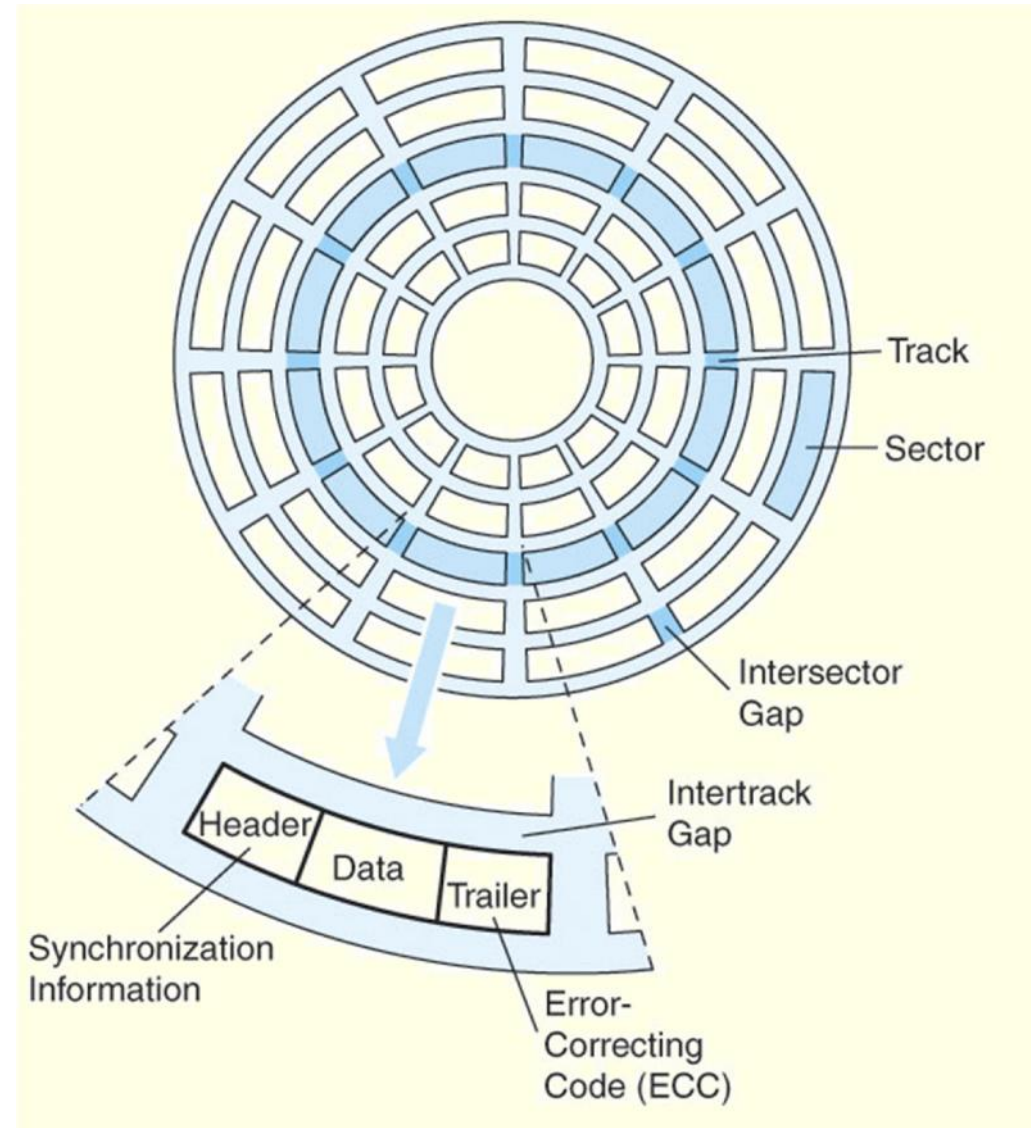 Track
Sector
Intersector
Gap
Intertrack
Gap
Header
Data
Trailer
Synchronization
Information
Error-
Correcting
Code (ECC)